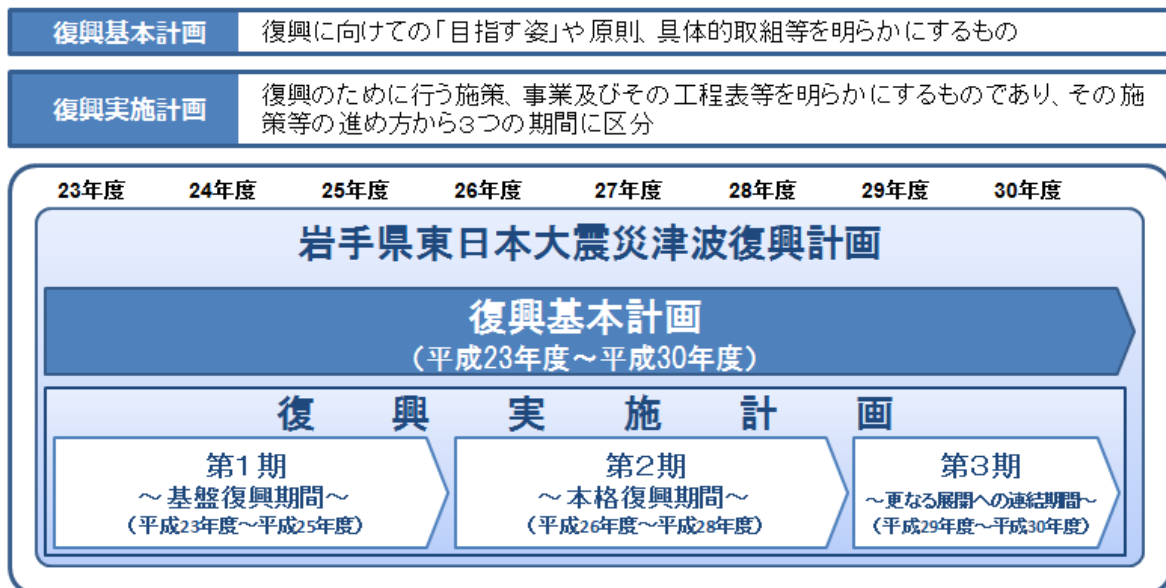 復興基本計画
復興に向けての「目指す姿」や原則、具体的取組等を明らかにするもの
復興実施計画
復興のために行う施策、事業及びその工程表等を明らかにするものであり、その施
策等の進め方から3つの期間に区分
23年度 24年度 25年度 26年度 27年度 28年度 29年度 30年度
岩手県東日本大震災津波復興計画
復興基本計画
(平成23年度~平成30年度)
復興実施計画
第1期
~基盤復興期間~
(平成23年度~平成25年度)
第2期
~本格復興期間~
(平成26年度~平成28年度)
第3期
~更なる展開への連結期間~
(平成29年度~平成30年度)